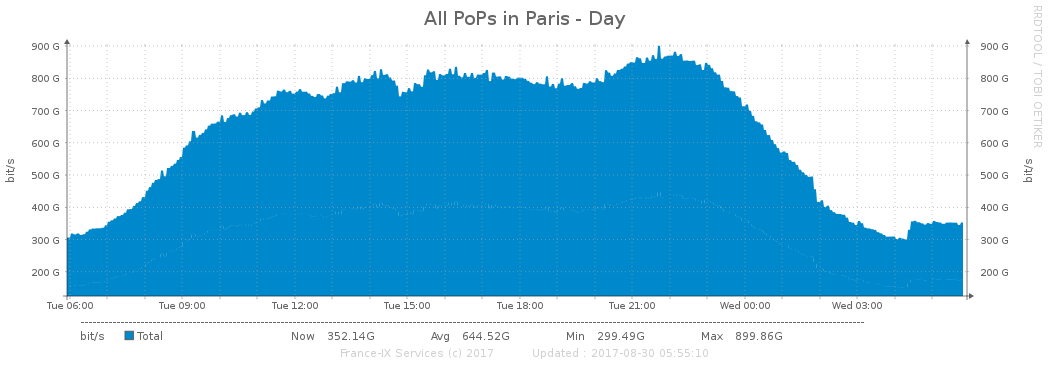 All PoPs in Paris - Day
RRDTOOL / TOBI OETIKER
bit/s
900 G 900 G
800 G 800 G
700 G 700 G
600 G 600 G
500 G 500 G
400 G 400 G
300 G 300 G
200 G 200 G
bit/s
Tue 06:00 Tue 09:00 Tue 12:00 Tue 15:00 Tue 18:00 Tue 21:00 Wed 00:00 Wed 03:00
bit/s Total Now 352.14G Avg 644.52G Min 299.49G Max 899.86G
France-IX Services (c) 2017 Updated : 2017-08-30 05:55:10